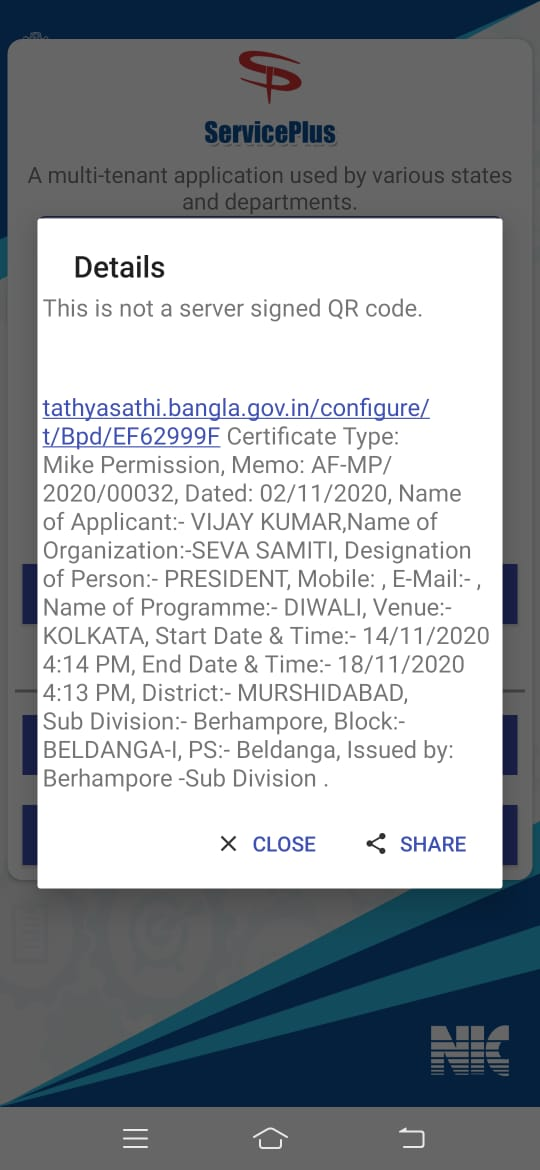 ServicePlus
A multi-tenant application used by various states
and departments.
Details
This is not a server signed QR code.
tathyasathi.bangla.gov.in/configure/
t/Bpd/EF62999F Certificate Type:
Mike Permission, Memo: AF-MP/
2020/00032, Dated: 02/11/2020, Name
of Applicant:- VIJAY KUMAR,Name of
Organization:-SEVA SAMITI, Designation
of Person:- PRESIDENT, Mobile: , E-Mail:- ,
Name of Programme:- DIWALI, Venue:-
KOLKATA, Start Date & Time:- 14/11/2020
4:14 PM, End Date & Time:- 18/11/2020
4:13 PM, District:- MURSHIDABAD,
Sub Division:- Berhampore, Block:-
BELDANGA-I, PS:- Beldanga, Issued by:
Berhampore -Sub Division .
CLOSE SHARE
NIC